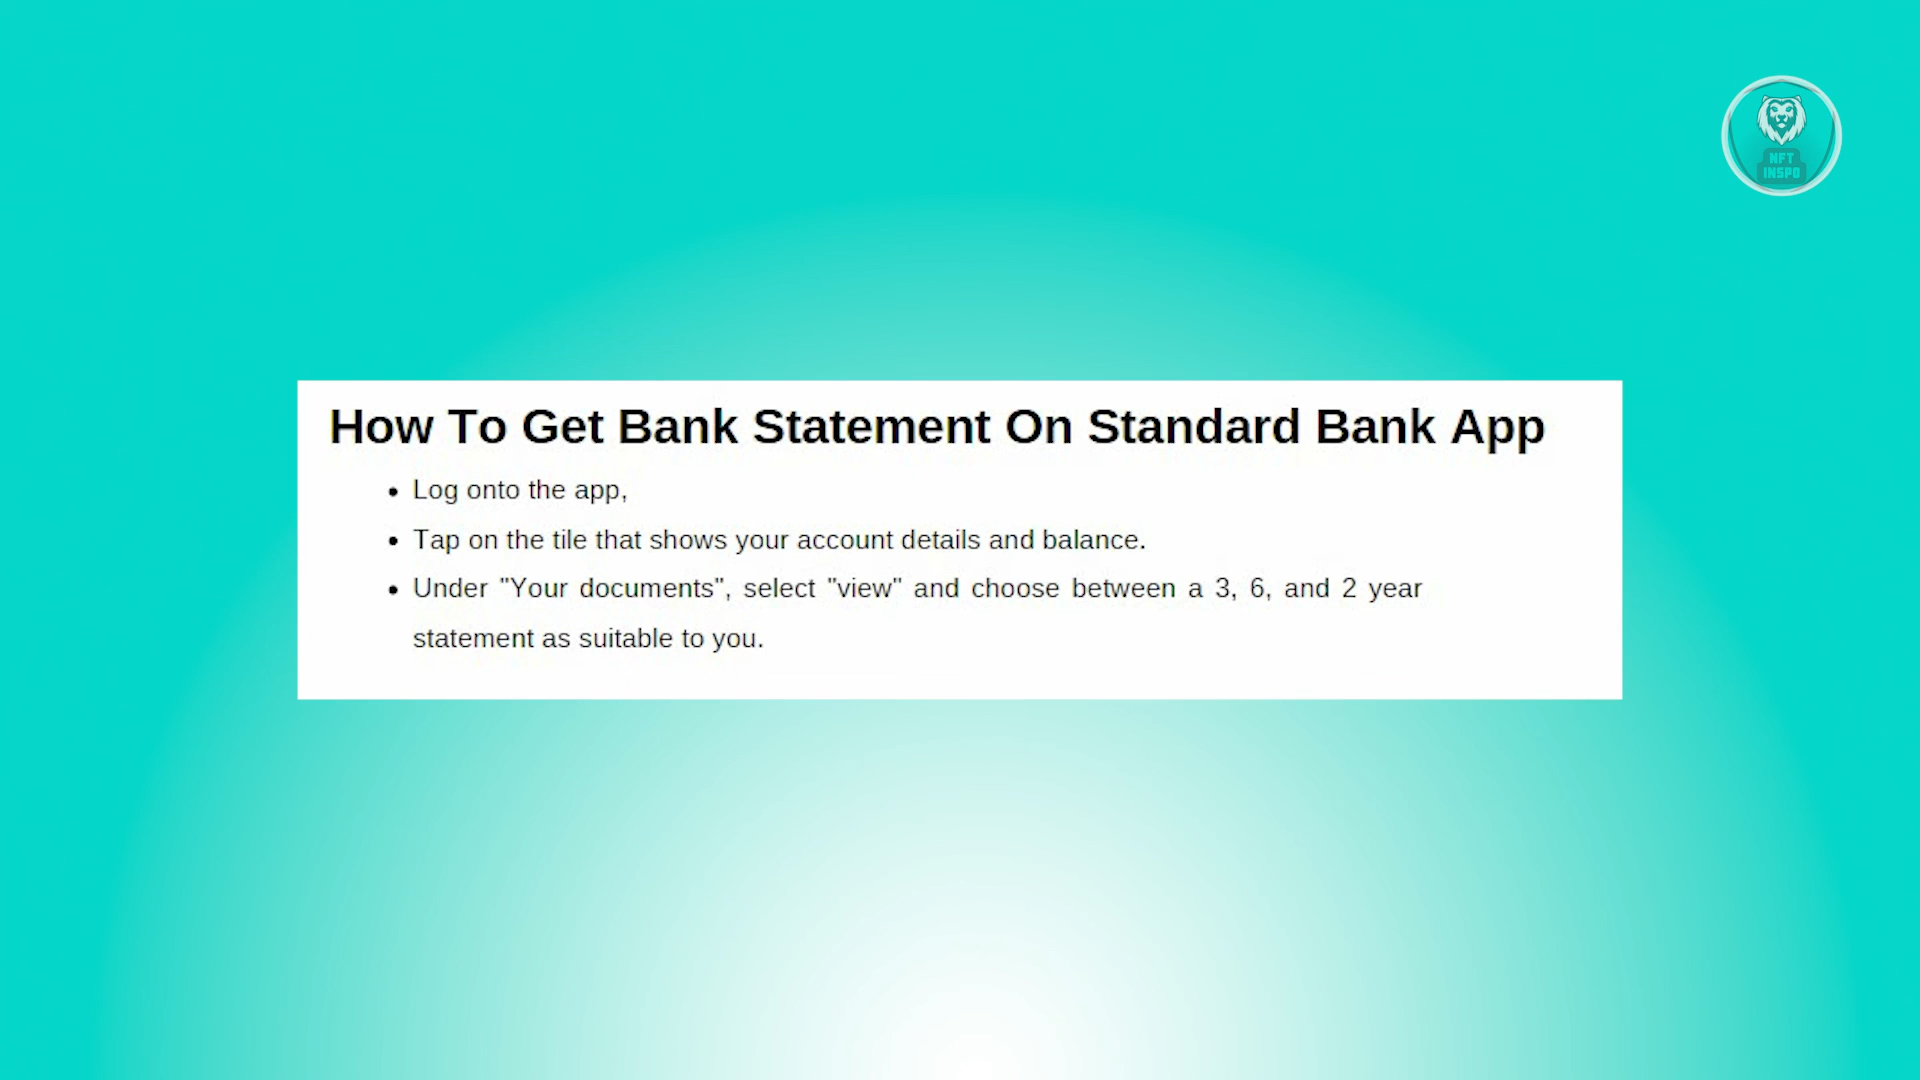 NFT
INSPO
How To Get Bank Statement On Standard Bank App
• Log onto the app,
• Tap on the tile that shows your account details and balance.
• Under "Your documents", select "view" and choose between a 3, 6, and 2 year
statement as suitable to you.